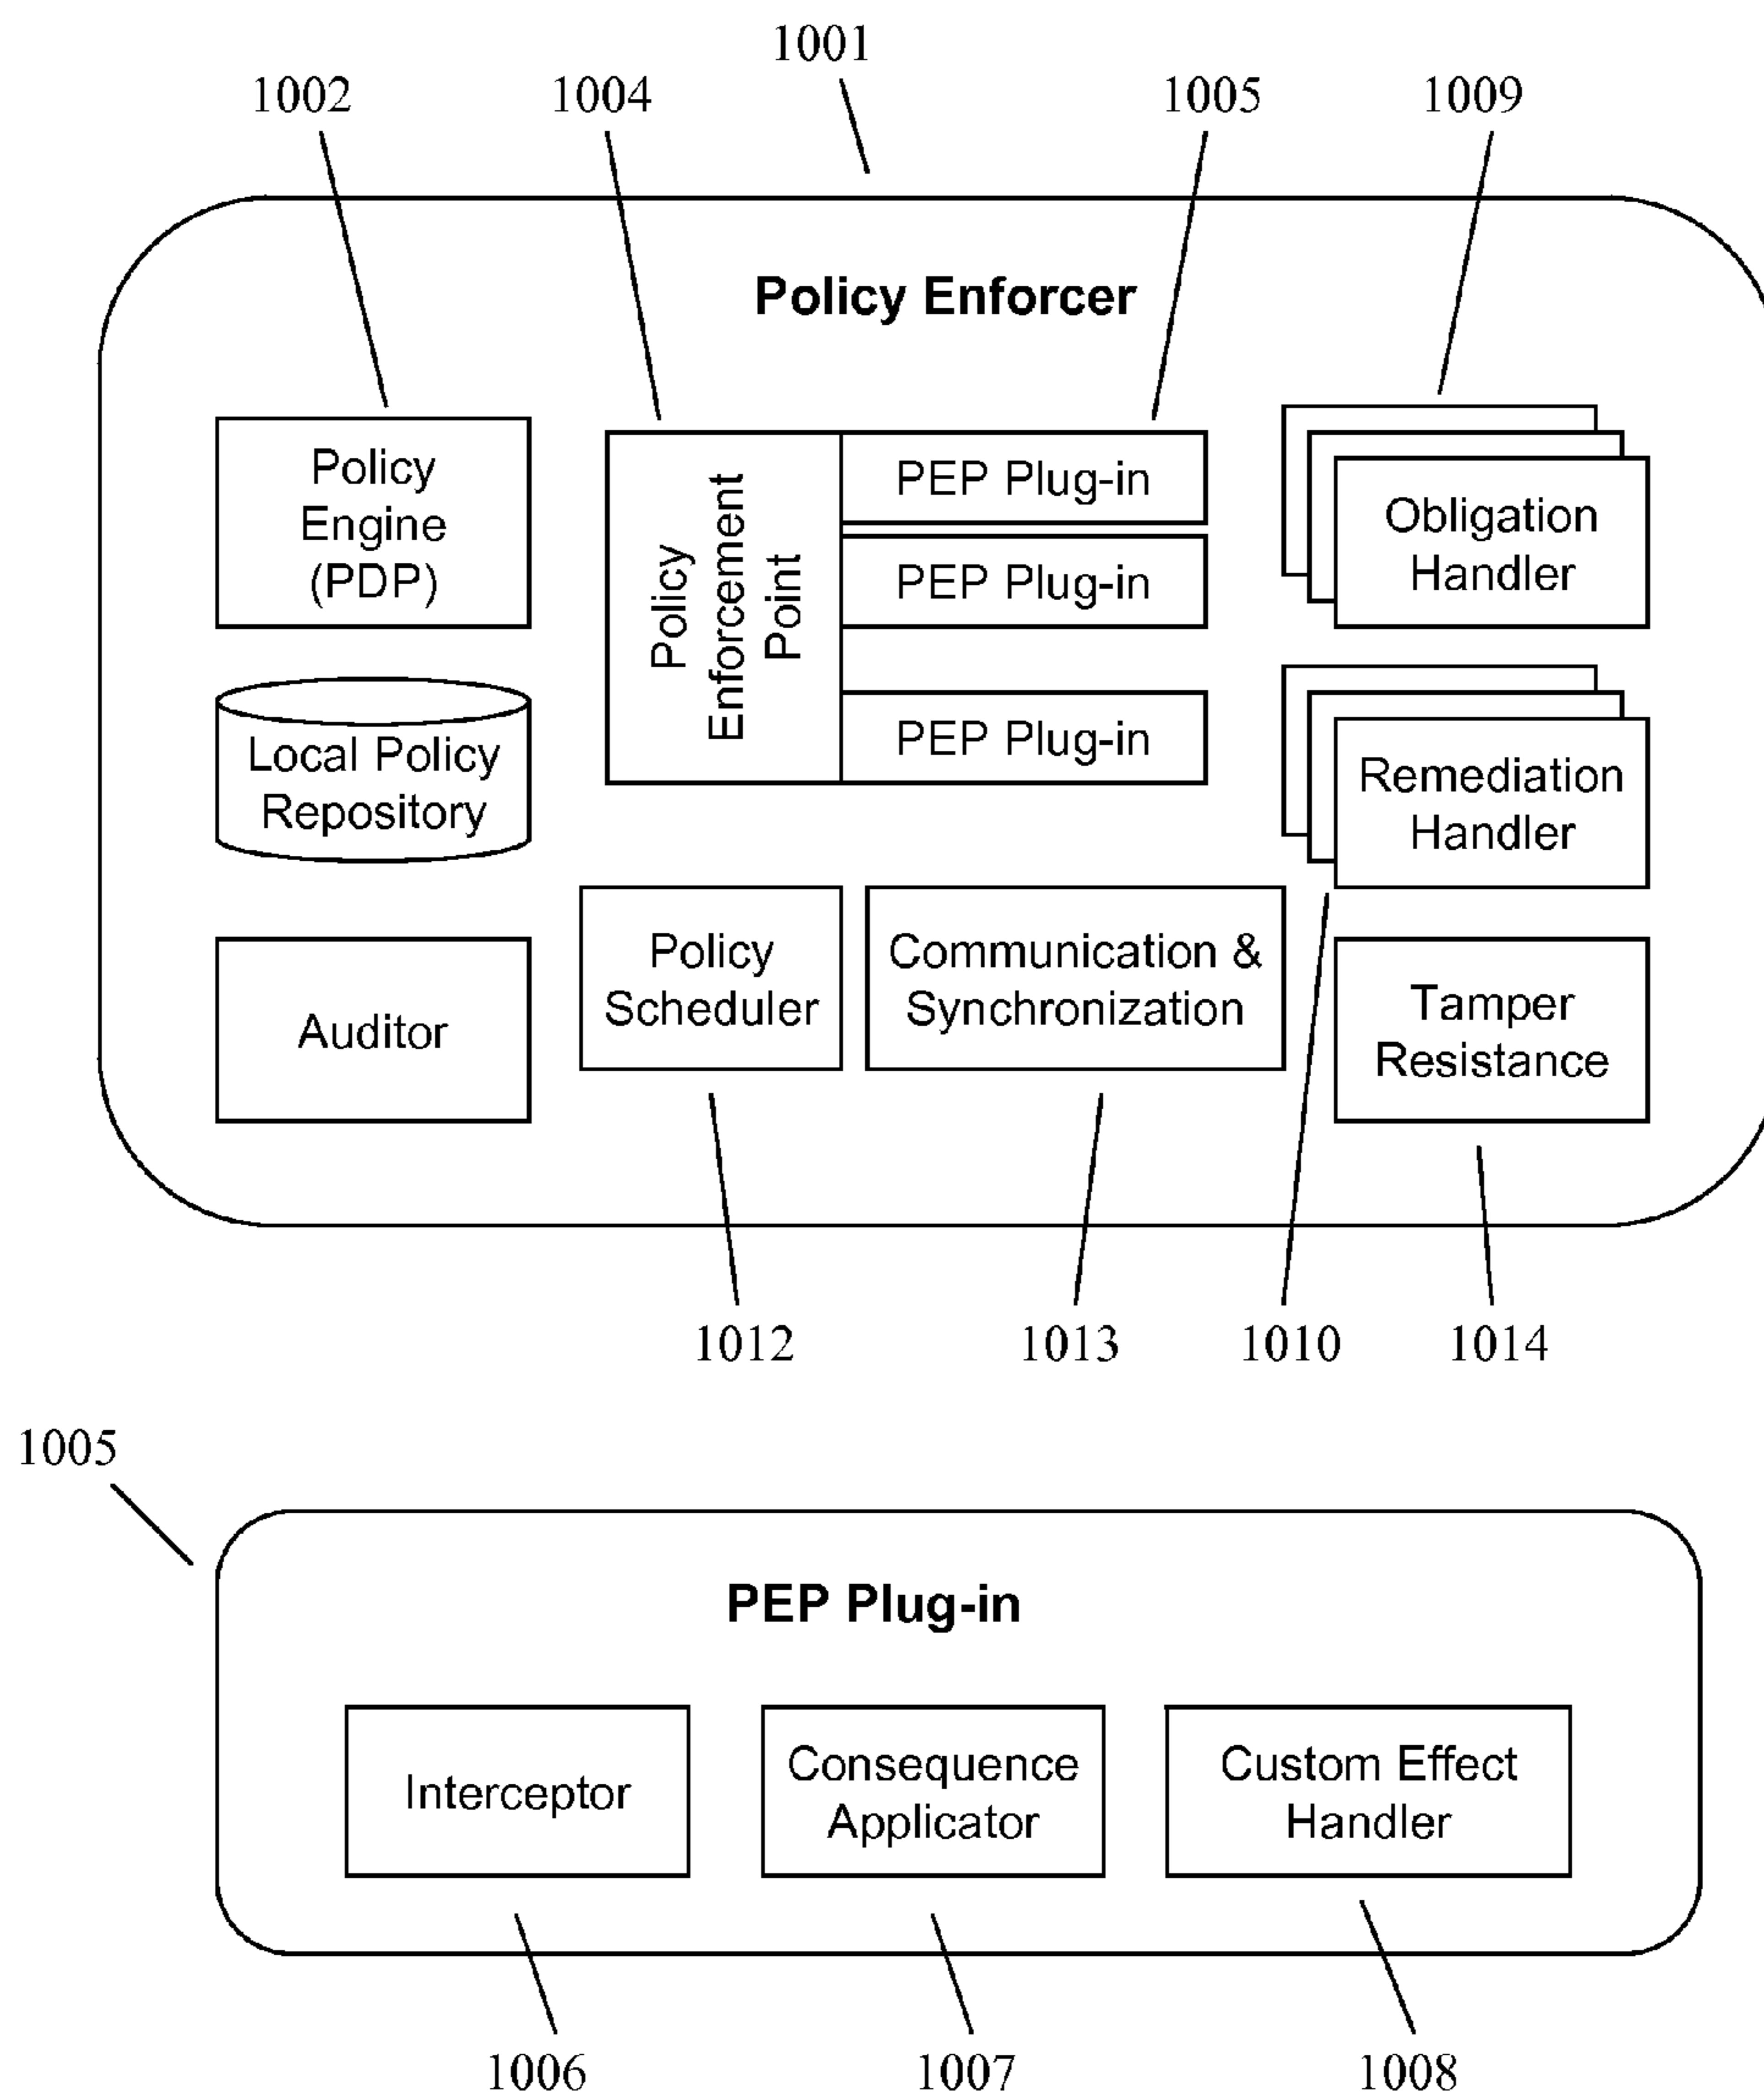 1001
1002
1004
1005
1009
Policy Enforcer
Policy
Engine
(PDP)
Policy
Enforcement
Point
PEP Plug-in
PEP Plug-in
PEP Plug-in
Obligation
Handler
Local Policy
Repository
Remediation
Handler
Auditor
Policy
Scheduler
Communication &
Synchronization
Tamper
Resistance
1012
1013
1010
1014
1005
PEP Plug-in
Interceptor
Consequence
Applicator
Custom Effect
Handler
1006
1007
1008